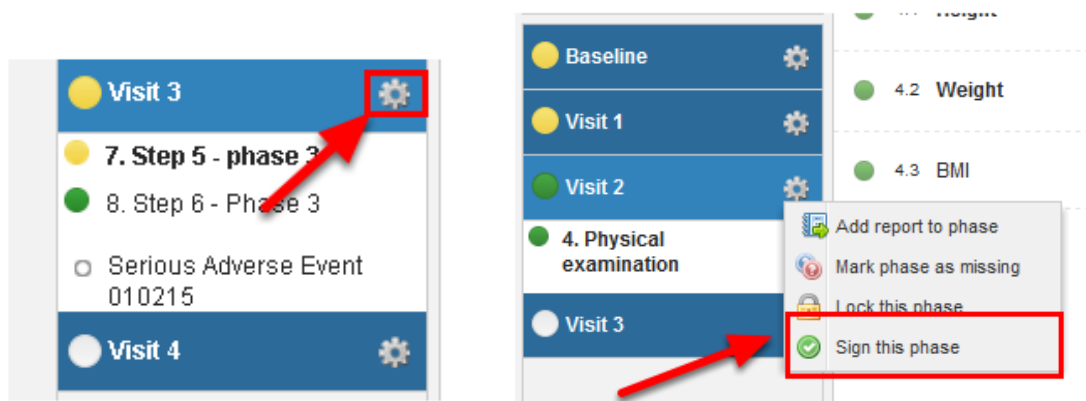 Visit 3
7. Step 5 - phase 3
8. Step 6 - Phase 3
Serious Adverse Event
010215
Visit 4
Baseline
Visit 1
Visit 2
4. Physical
examination
Visit 3
4.2 Weight
4.3 BMI
Add report to phase
Mark phase as missing
Lock this phase
Sign this phase